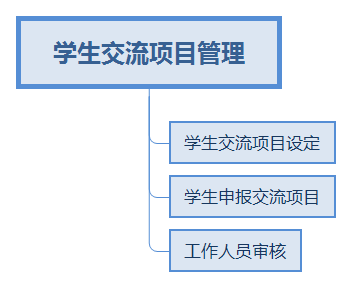 学生交流项目管理
学生交流项目设定
学生申报交流项目
工作人员审核